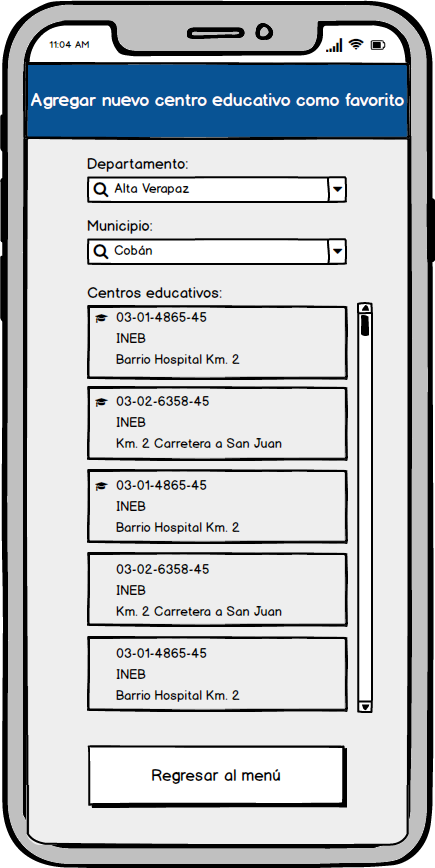 11:04 AM
Agregar nuevo centro educativo como favorito
Departamento:
Alta Verapaz
Municipio:
Cobán
Centros educativos:
03-01-4865-45
INEB
Barrio Hospital Km. 2
03-02-6358-45
INEB
Km. 2 Carretera a San Juan
03-01-4865-45
INEB
Barrio Hospital Km. 2
03-02-6358-45
INEB
Km. 2 Carretera a San Juan
03-01-4865-45
INEB
Barrio Hospital Km. 2
Regresar al menú